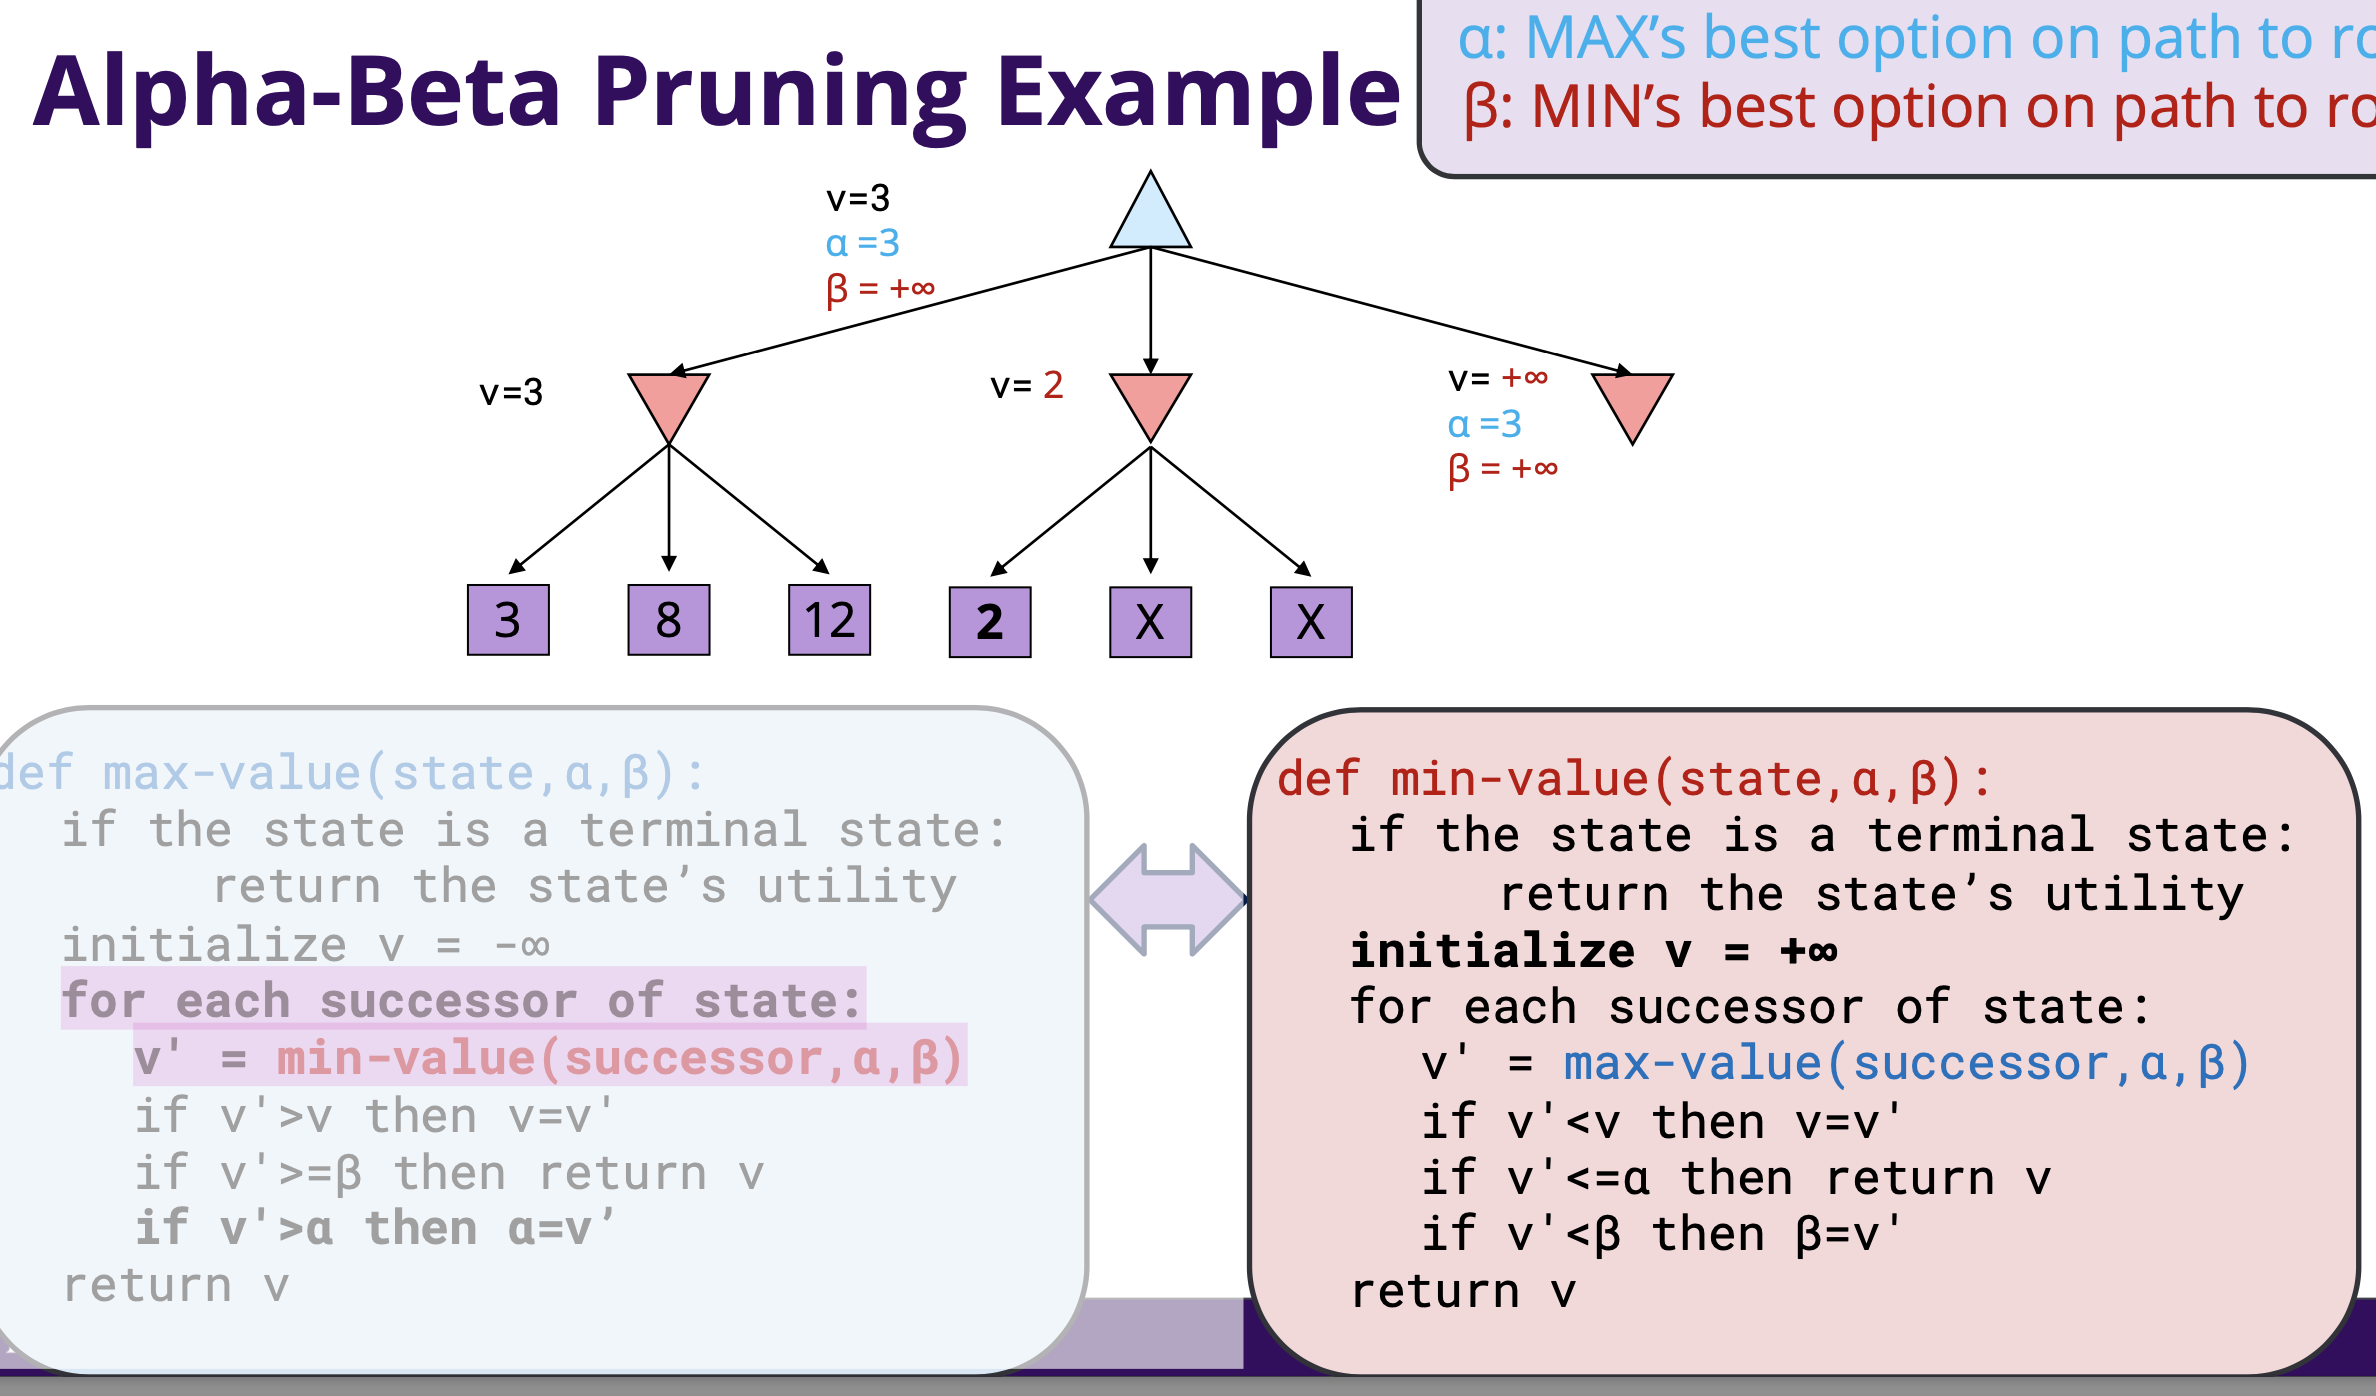 Alpha-Beta Pruning Example
α: MAX’s best option on path to
β: MIN’s best option on path to
v=3
α =3
β = +∞
v=3
v= 2
v= +∞
α =3
β = +∞
3 8 12 2 X X
def max-value(state,α,β):
if the state is a terminal state:
return the state’s utility
initialize v = -∞
for each successor of state:
v' = min-value(successor,α,β)
if v'>v then v=v'
if v'>=β then return v
if v'>α then α=v’
return v
def min-value(state,α,β):
if the state is a terminal state:
return the state’s utility
initialize v = +∞
for each successor of state:
v' = max-value(successor,α,β)
if v'<v then v=v'
if v'<=α then return v
if v'<β then β=v'
return v